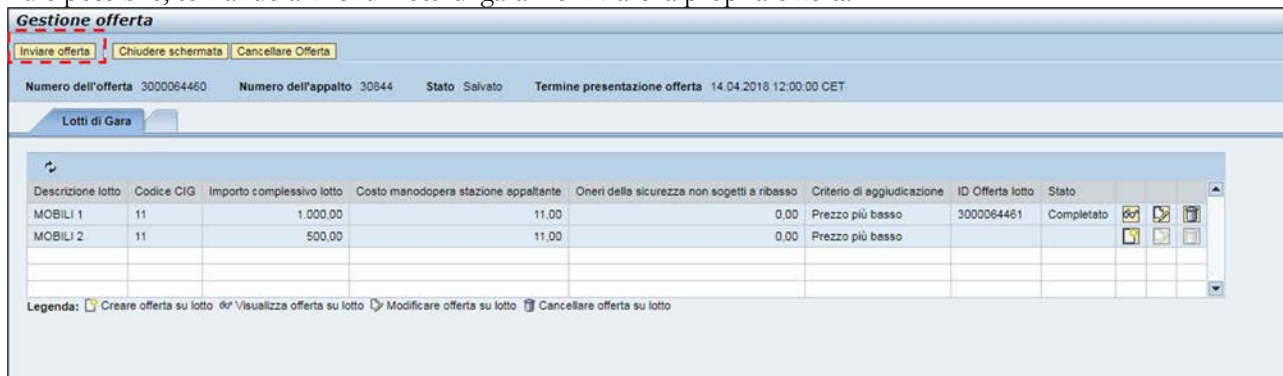 Gestione offerta
Inviare offerta Chiudere schermata Cancellare Offerta
Numero dell'offerta 3000064460 Numero dell'appalto 30844 Stato Salvato Termine presentazione offerta 14.04.2018 12:00:00 CET
Lotti di Gara
Descrizione lotto Codice CIG Importo complessivo lotto Costo manodopera stazione appaltante Oneri della sicurezza non sogetti a ribasso Criterio di aggiudicazione ID Offerta lotto Stato
MOBILI 1 11 1.000,00 11,00 0,00 Prezzo più basso 3000064461 Completato
MOBILI 2 11 500,00 11,00 0,00 Prezzo più basso
Legenda: Creare offerta su lotto Visualizza offerta su lotto Modificare offerta su lotto Cancellare offerta su lotto